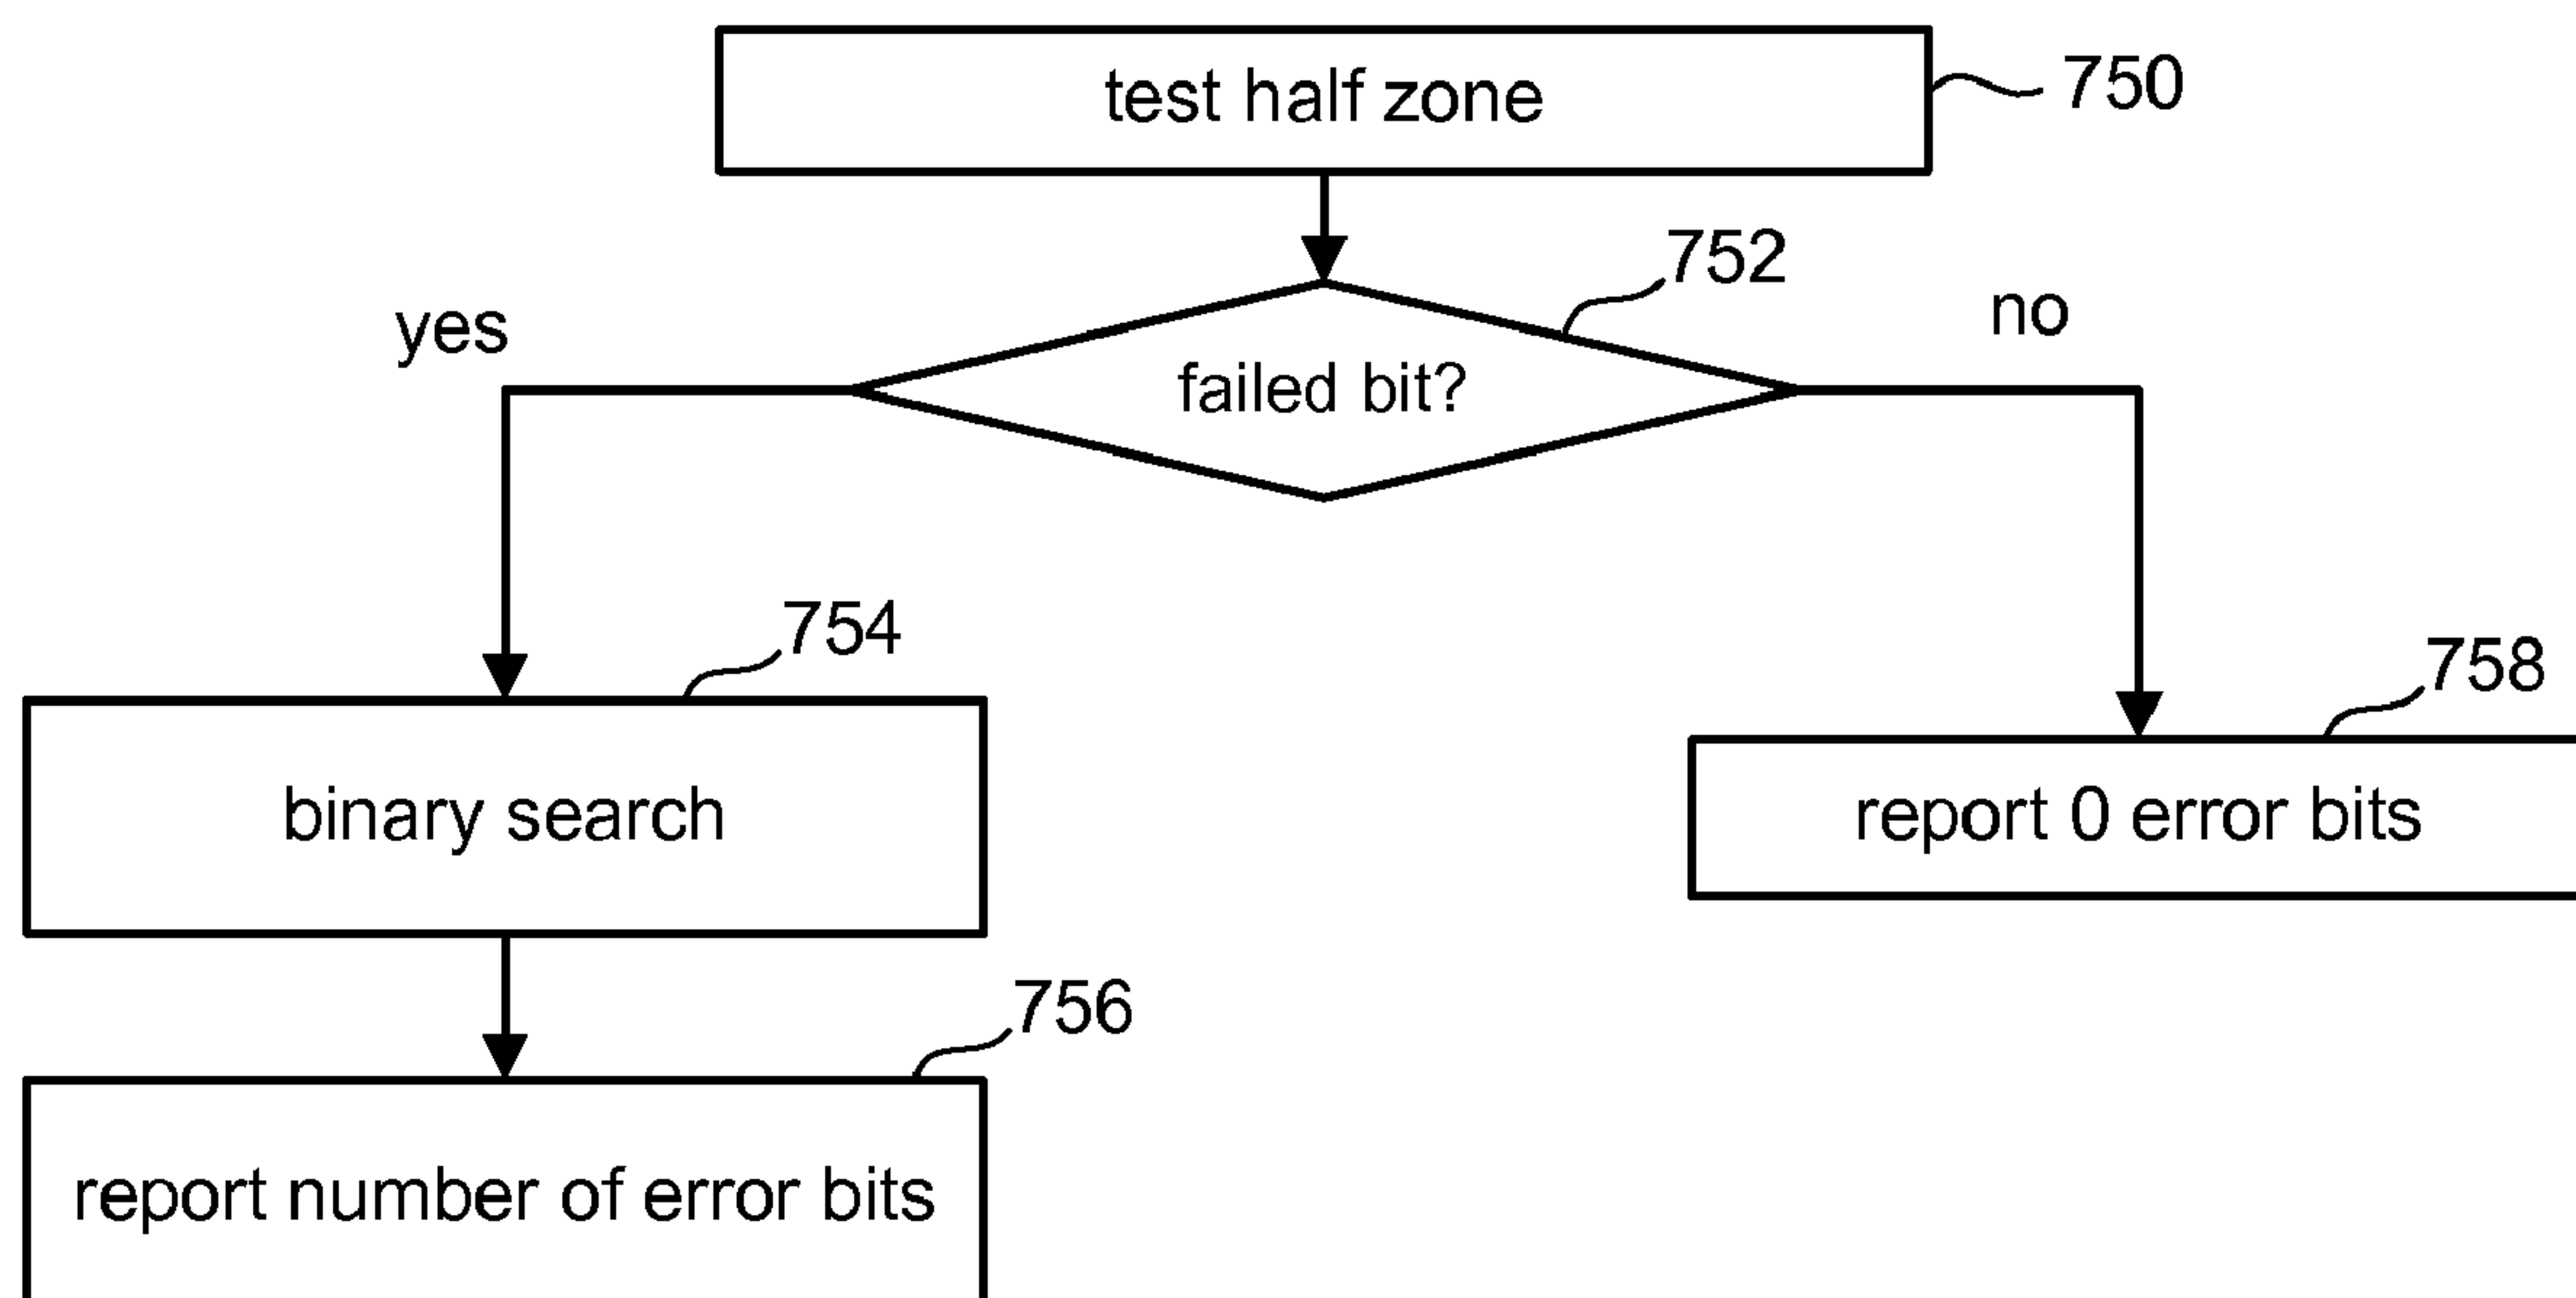 test half zone
750
752
yes
no
failed bit?
754
758
binary search
report 0 error bits
756
report number of error bits